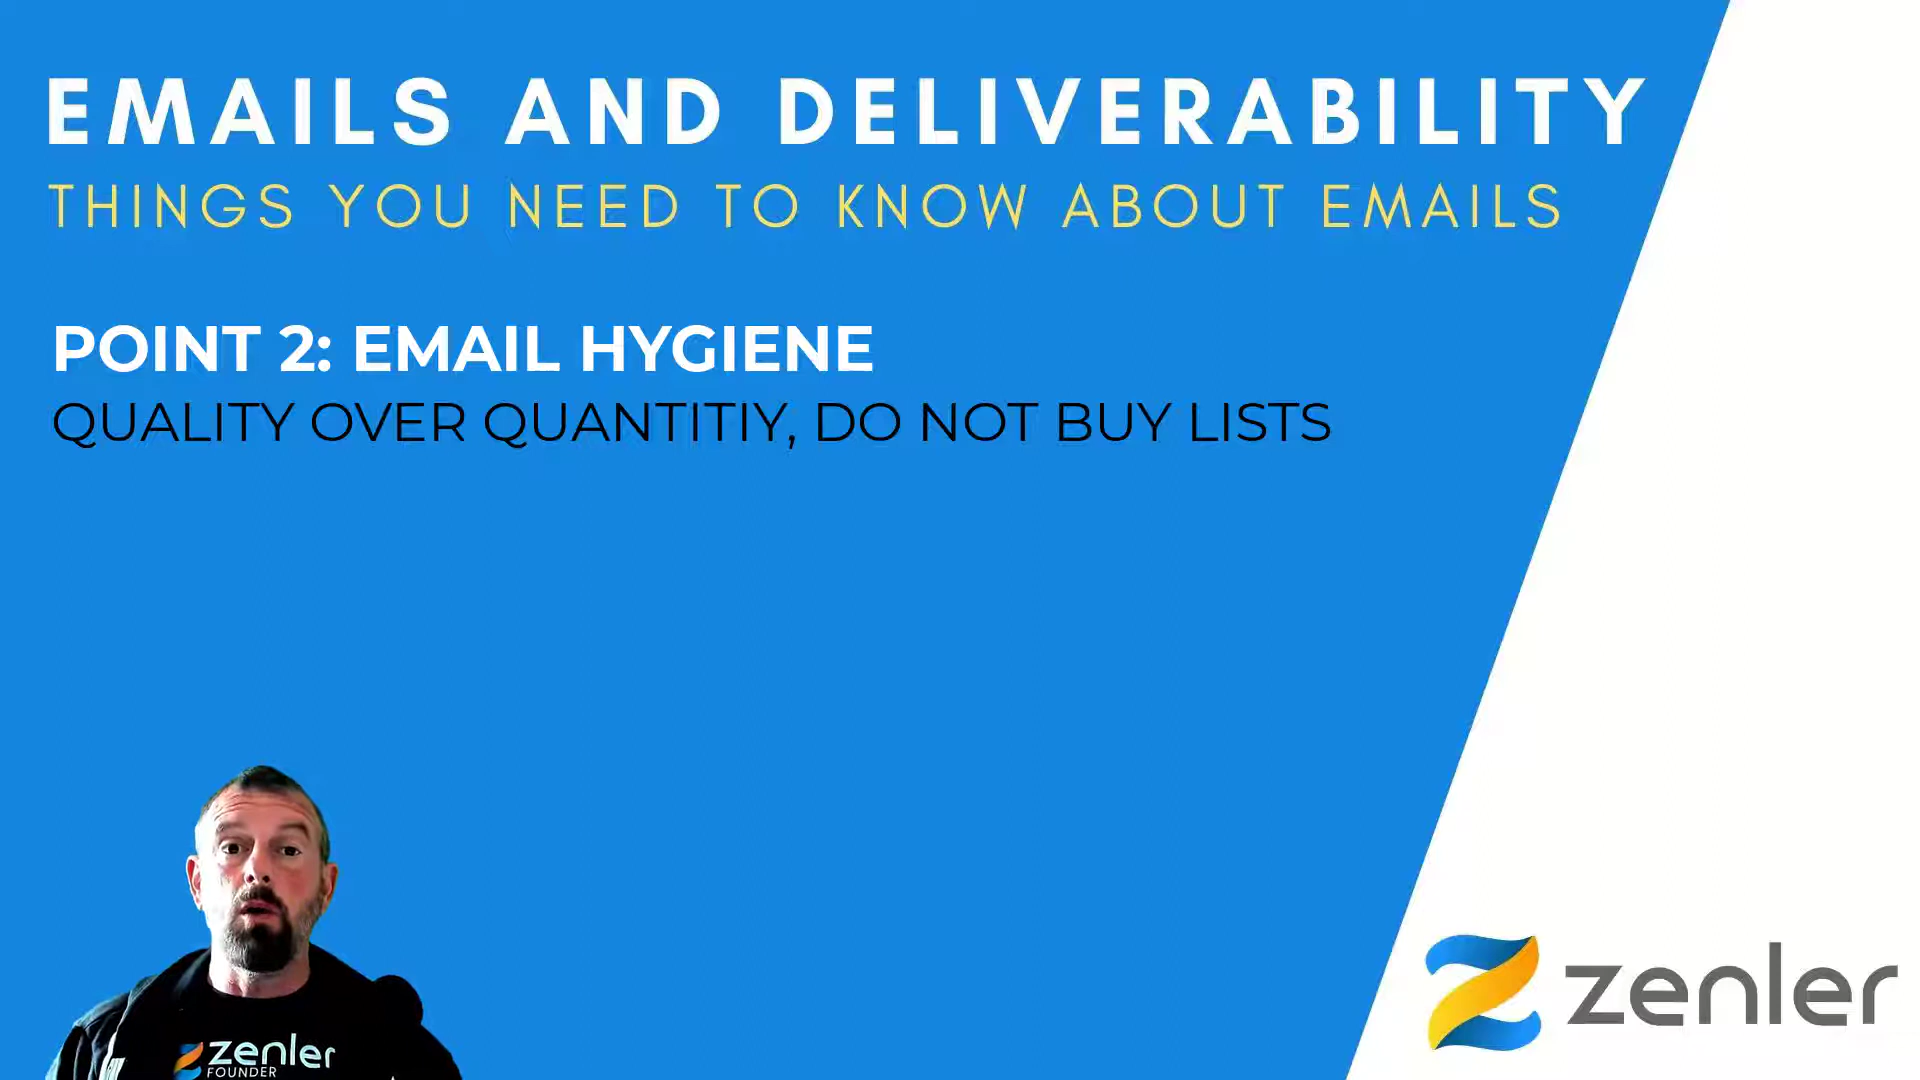 EMAILS AND DELIVERABILITY
THINGS YOU NEED TO KNOW ABOUT EMAILS
POINT 2: EMAIL HYGIENE
QUALITY OVER QUANTITIY, DO NOT BUY LISTS
zenler
zenler
FOUNDER